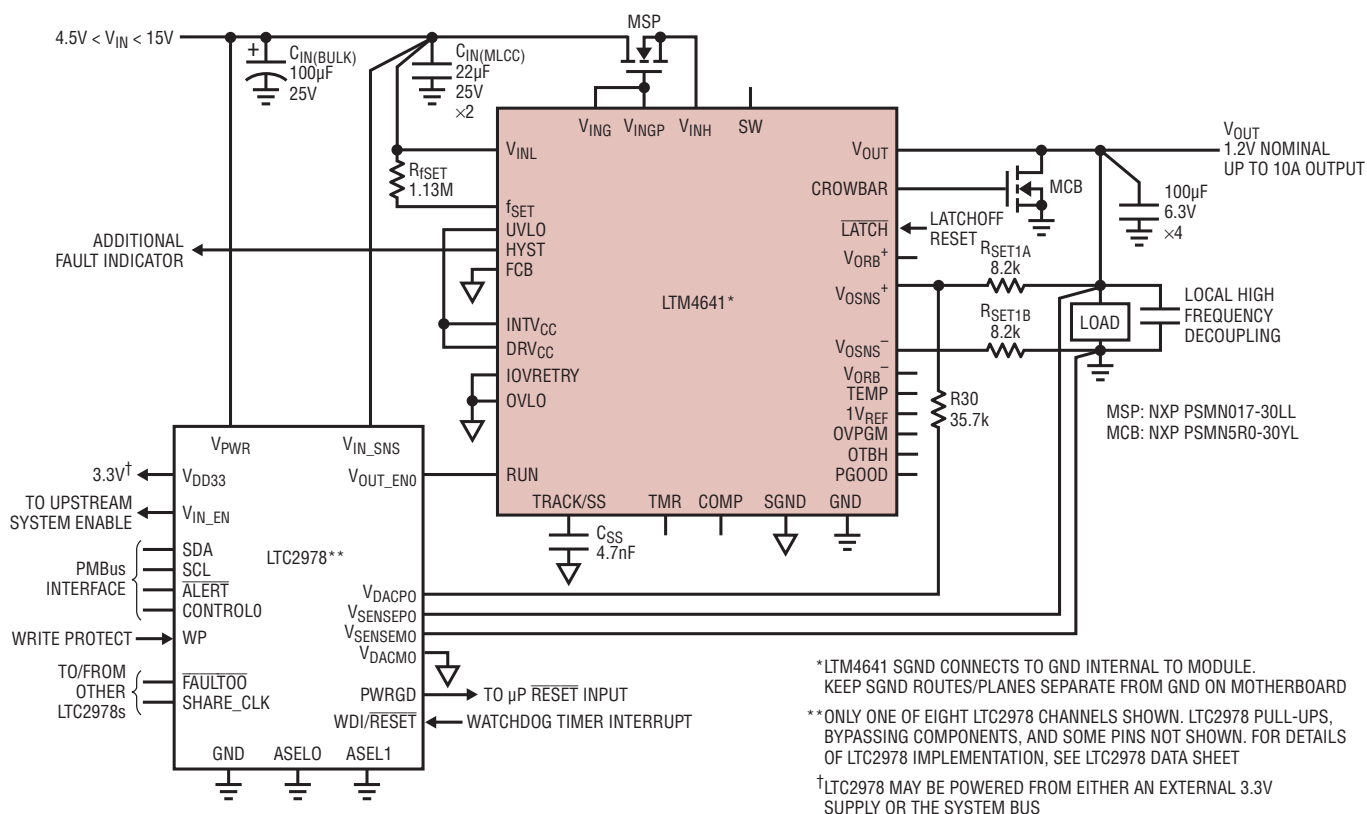 4.5V < VIN < 15V
+
CIN(BULK)
100µF
25V
CIN(MLCC)
22µF
25V
×2
MSP
VING
VINGP
VINH
SW
VINL
RfSET
1.13M
fSET
UVLO
HYST
FCB
INTVCC
DRVCC
IOVRETRY
OVLO
RUN
TRACK/SS
TMR
COMP
SGND
GND
LTM4641*
VOUT
CROWBAR
LATCH
VORB+
VOSNS+
VOSNS–
VORB–
TEMP
1VREF
OVPGM
OTBH
PGOOD
ADDITIONAL
FAULT INDICATOR
CSS
4.7nF
MCB
LATCHOFF
RESET
RSET1A
8.2k
RSET1B
8.2k
R30
35.7k
VOUT
1.2V NOMINAL
UP TO 10A OUTPUT
100µF
6.3V
×4
LOAD
LOCAL HIGH
FREQUENCY
DECOUPLING
MSP: NXP PSMN017-30LL
MCB: NXP PSMN5R0-30YL
VPWR
VIN_SNS
VDD33
VIN_EN
SDA
SCL
ALERT
CONTROL0
WP
FAULTOO
SHARE_CLK
GND
ASEL0
ASEL1
LTC2978**
VOUT_EN0
VDACPO
VSENSEPO
VSENSEMO
VDACMO
PWRGD
WDI/RESET
3.3V†
TO UPSTREAM
SYSTEM ENABLE
PMBus
INTERFACE
WRITE PROTECT
TO/FROM
OTHER
LTC2978s
TO µP RESET INPUT
WATCHDOG TIMER INTERRUPT
*LTM4641 SGND CONNECTS TO GND INTERNAL TO MODULE.
KEEP SGND ROUTES/PLANES SEPARATE FROM GND ON MOTHERBOARD
**ONLY ONE OF EIGHT LTC2978 CHANNELS SHOWN. LTC2978 PULL-UPS,
BYPASSING COMPONENTS, AND SOME PINS NOT SHOWN. FOR DETAILS
OF LTC2978 IMPLEMENTATION, SEE LTC2978 DATA SHEET
†LTC2978 MAY BE POWERED FROM EITHER AN EXTERNAL 3.3V
SUPPLY OR THE SYSTEM BUS